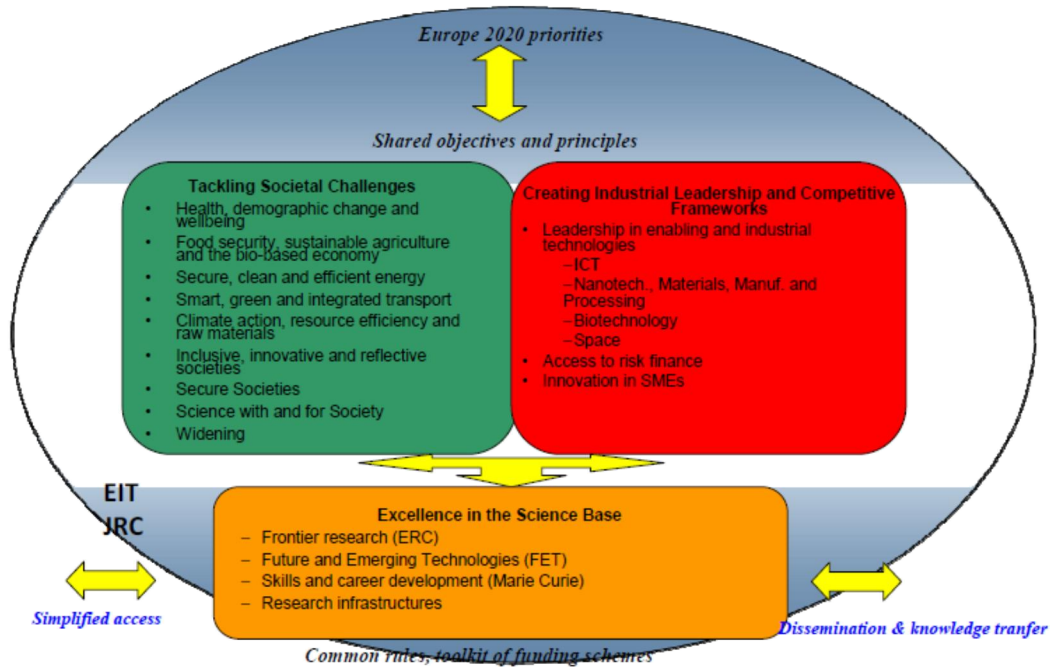 Europe 2020 priorities
Shared objectives and principles
Tackling Societal Challenges
• Health, demographic change and
wellbeing
• Food security, sustainable agriculture
and the bio-based economy
• Secure, clean and efficient energy
• Smart, green and integrated transport
• Climate action, resource efficiency and
raw materials
• Inclusive, innovative and reflective
societies
• Secure Societies
• Science with and for Society
• Widening
Creating Industrial Leadership and Competitive
Frameworks
• Leadership in enabling and industrial
technologies
–ICT
–Nanotech., Materials, Manuf. and
Processing
–Biotechnology
–Space
• Access to risk finance
• Innovation in SMEs
EIT
JRC
Excellence in the Science Base
– Frontier research (ERC)
– Future and Emerging Technologies (FET)
– Skills and career development (Marie Curie)
– Research infrastructures
Simplified access
Dissemination & knowledge tranfer
Common rules, toolkit of funding schemes